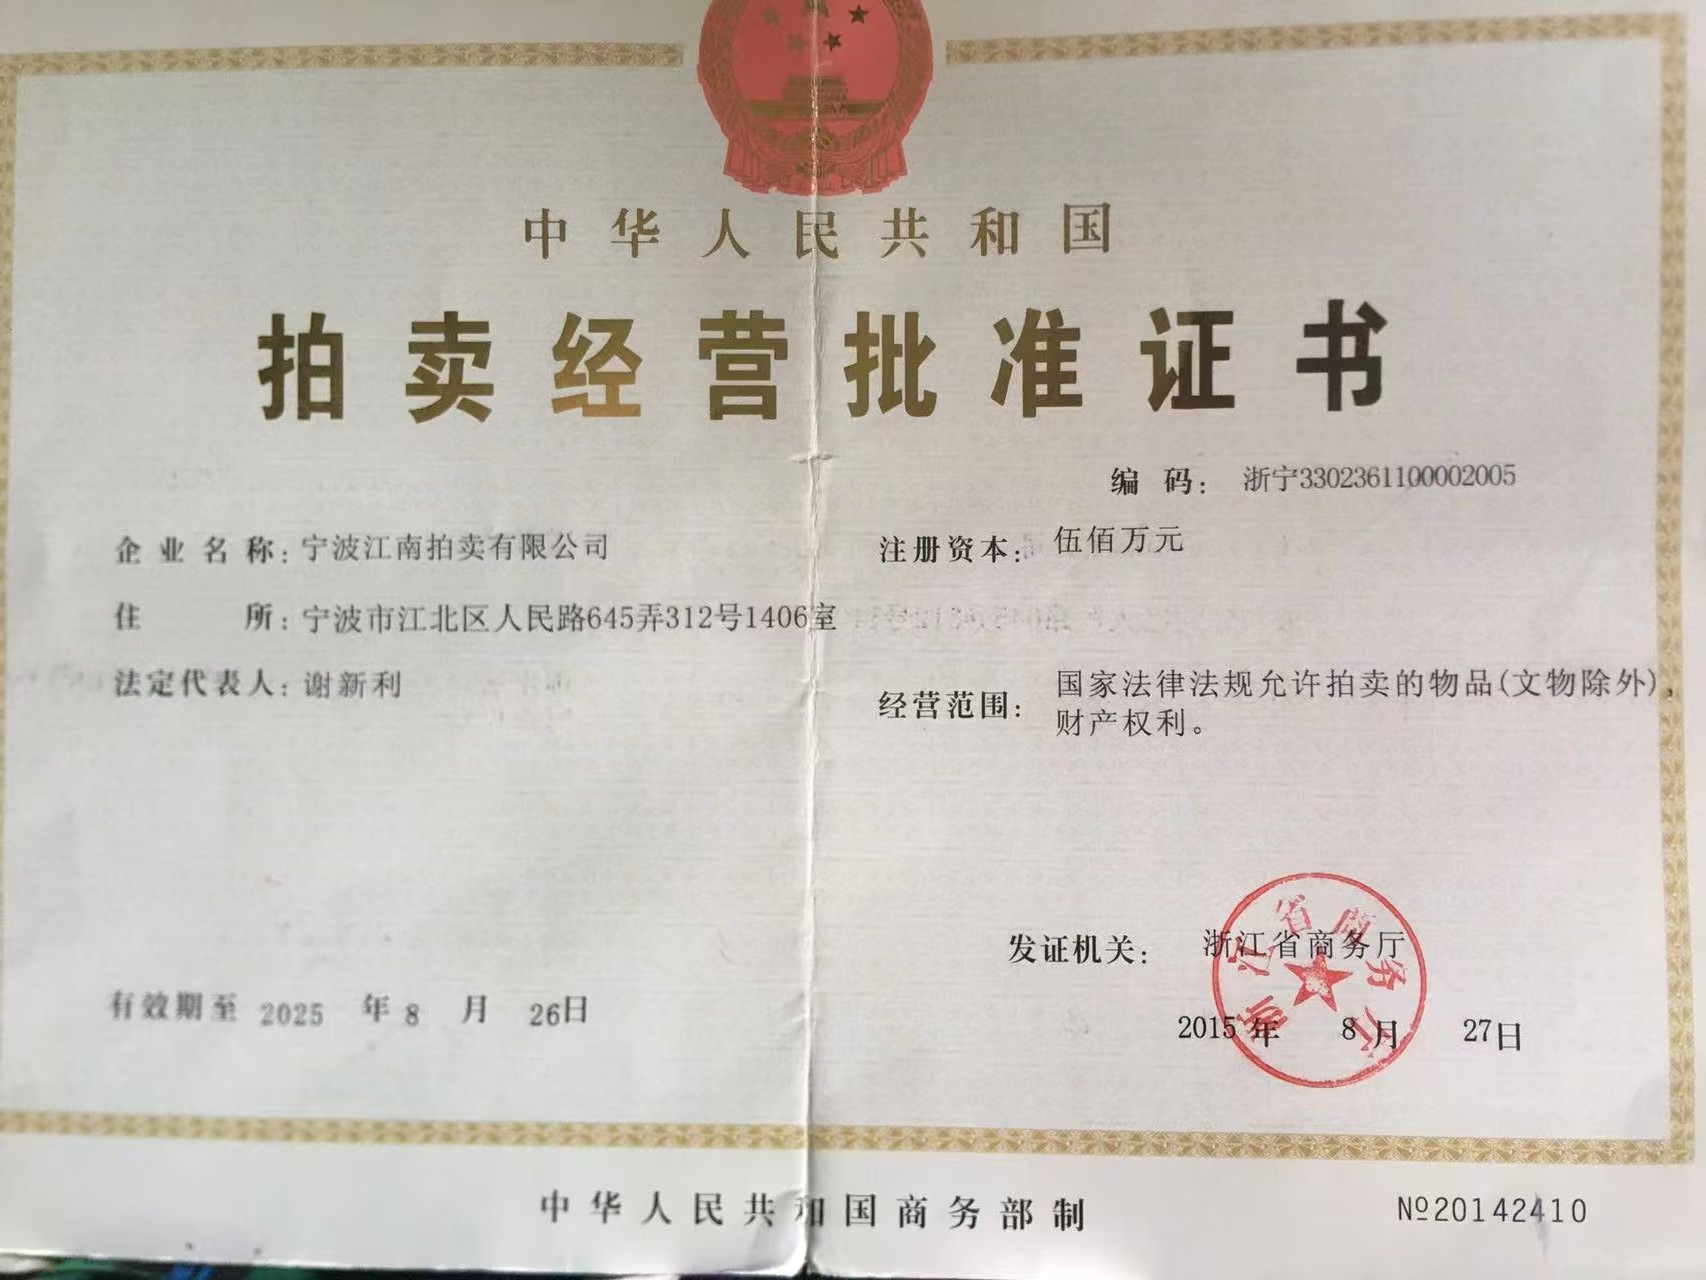 中华人民共和国
拍卖经营批准证书
编码：浙宁3302361100002005
企业名称：宁波江南拍卖有限公司
注册资本：伍佰万元
住所：宁波市江北区人民路645弄312号1406室
法定代表人：谢新利
经营范围：国家法律法规允许拍卖的物品(文物除外),
财产权利。
发证机关：浙江省商务厅
浙江省商务厅
有效期至 2025 年 8 月 26日
2015 年 8 月 27日
中华人民共和国商务部制
№20142410